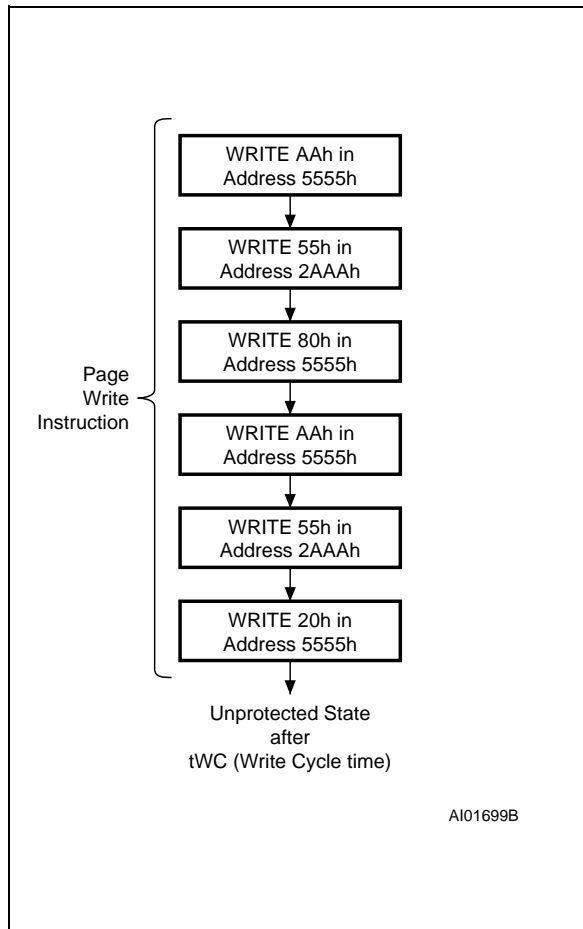 WRITE AAh in
Address 5555h
WRITE 55h in
Address 2AAAh
WRITE 80h in
Address 5555h
Page
Write
Instruction
WRITE AAh in
Address 5555h
WRITE 55h in
Address 2AAAh
WRITE 20h in
Address 5555h
Unprotected State
after
tWC (Write Cycle time)
AI01699B